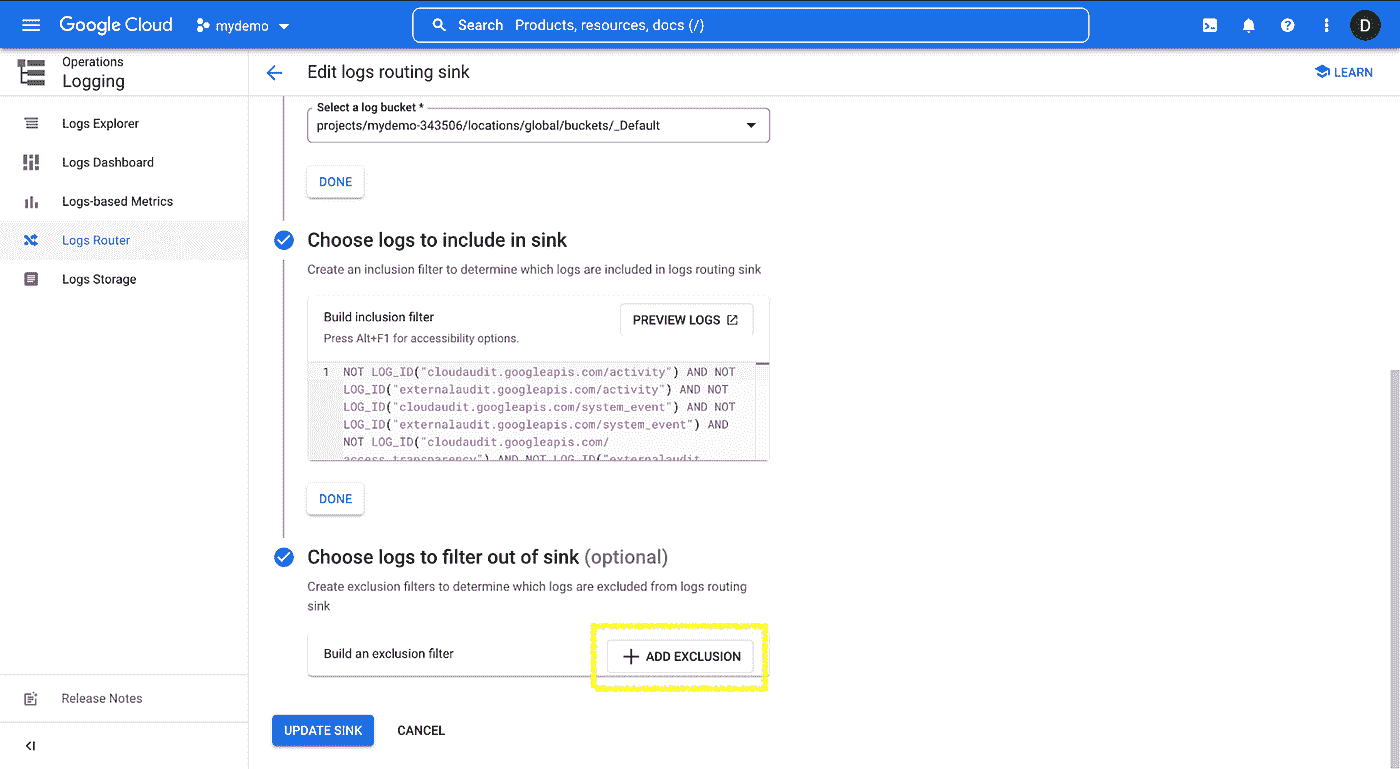 Google Cloud
mydemo
Search Products, resources, docs (/)
D
Operations
Logging
Edit logs routing sink
LEARN
Logs Explorer
Logs Dashboard
Logs-based Metrics
Logs Router
Logs Storage
Release Notes
Select a log bucket *
projects/mydemo-343506/locations/global/buckets/_Default
DONE
Choose logs to include in sink
Create an inclusion filter to determine which logs are included in logs routing sink
Build inclusion filter
Press Alt+F1 for accessibility options.
PREVIEW LOGS
1 NOT LOG_ID("cloudaudit.googleapis.com/activity") AND NOT
LOG_ID("externalaudit.googleapis.com/activity") AND NOT
LOG_ID("cloudaudit.googleapis.com/system_event") AND NOT
LOG_ID("externalaudit.googleapis.com/system_event") AND
NOT LOG_ID("cloudaudit.googleapis.com/
access_transparency") AND NOT LOG_ID("externalaudit.
DONE
Choose logs to filter out of sink (optional)
Create exclusion filters to determine which logs are excluded from logs routing
sink
Build an exclusion filter
ADD EXCLUSION
UPDATE SINK
CANCEL